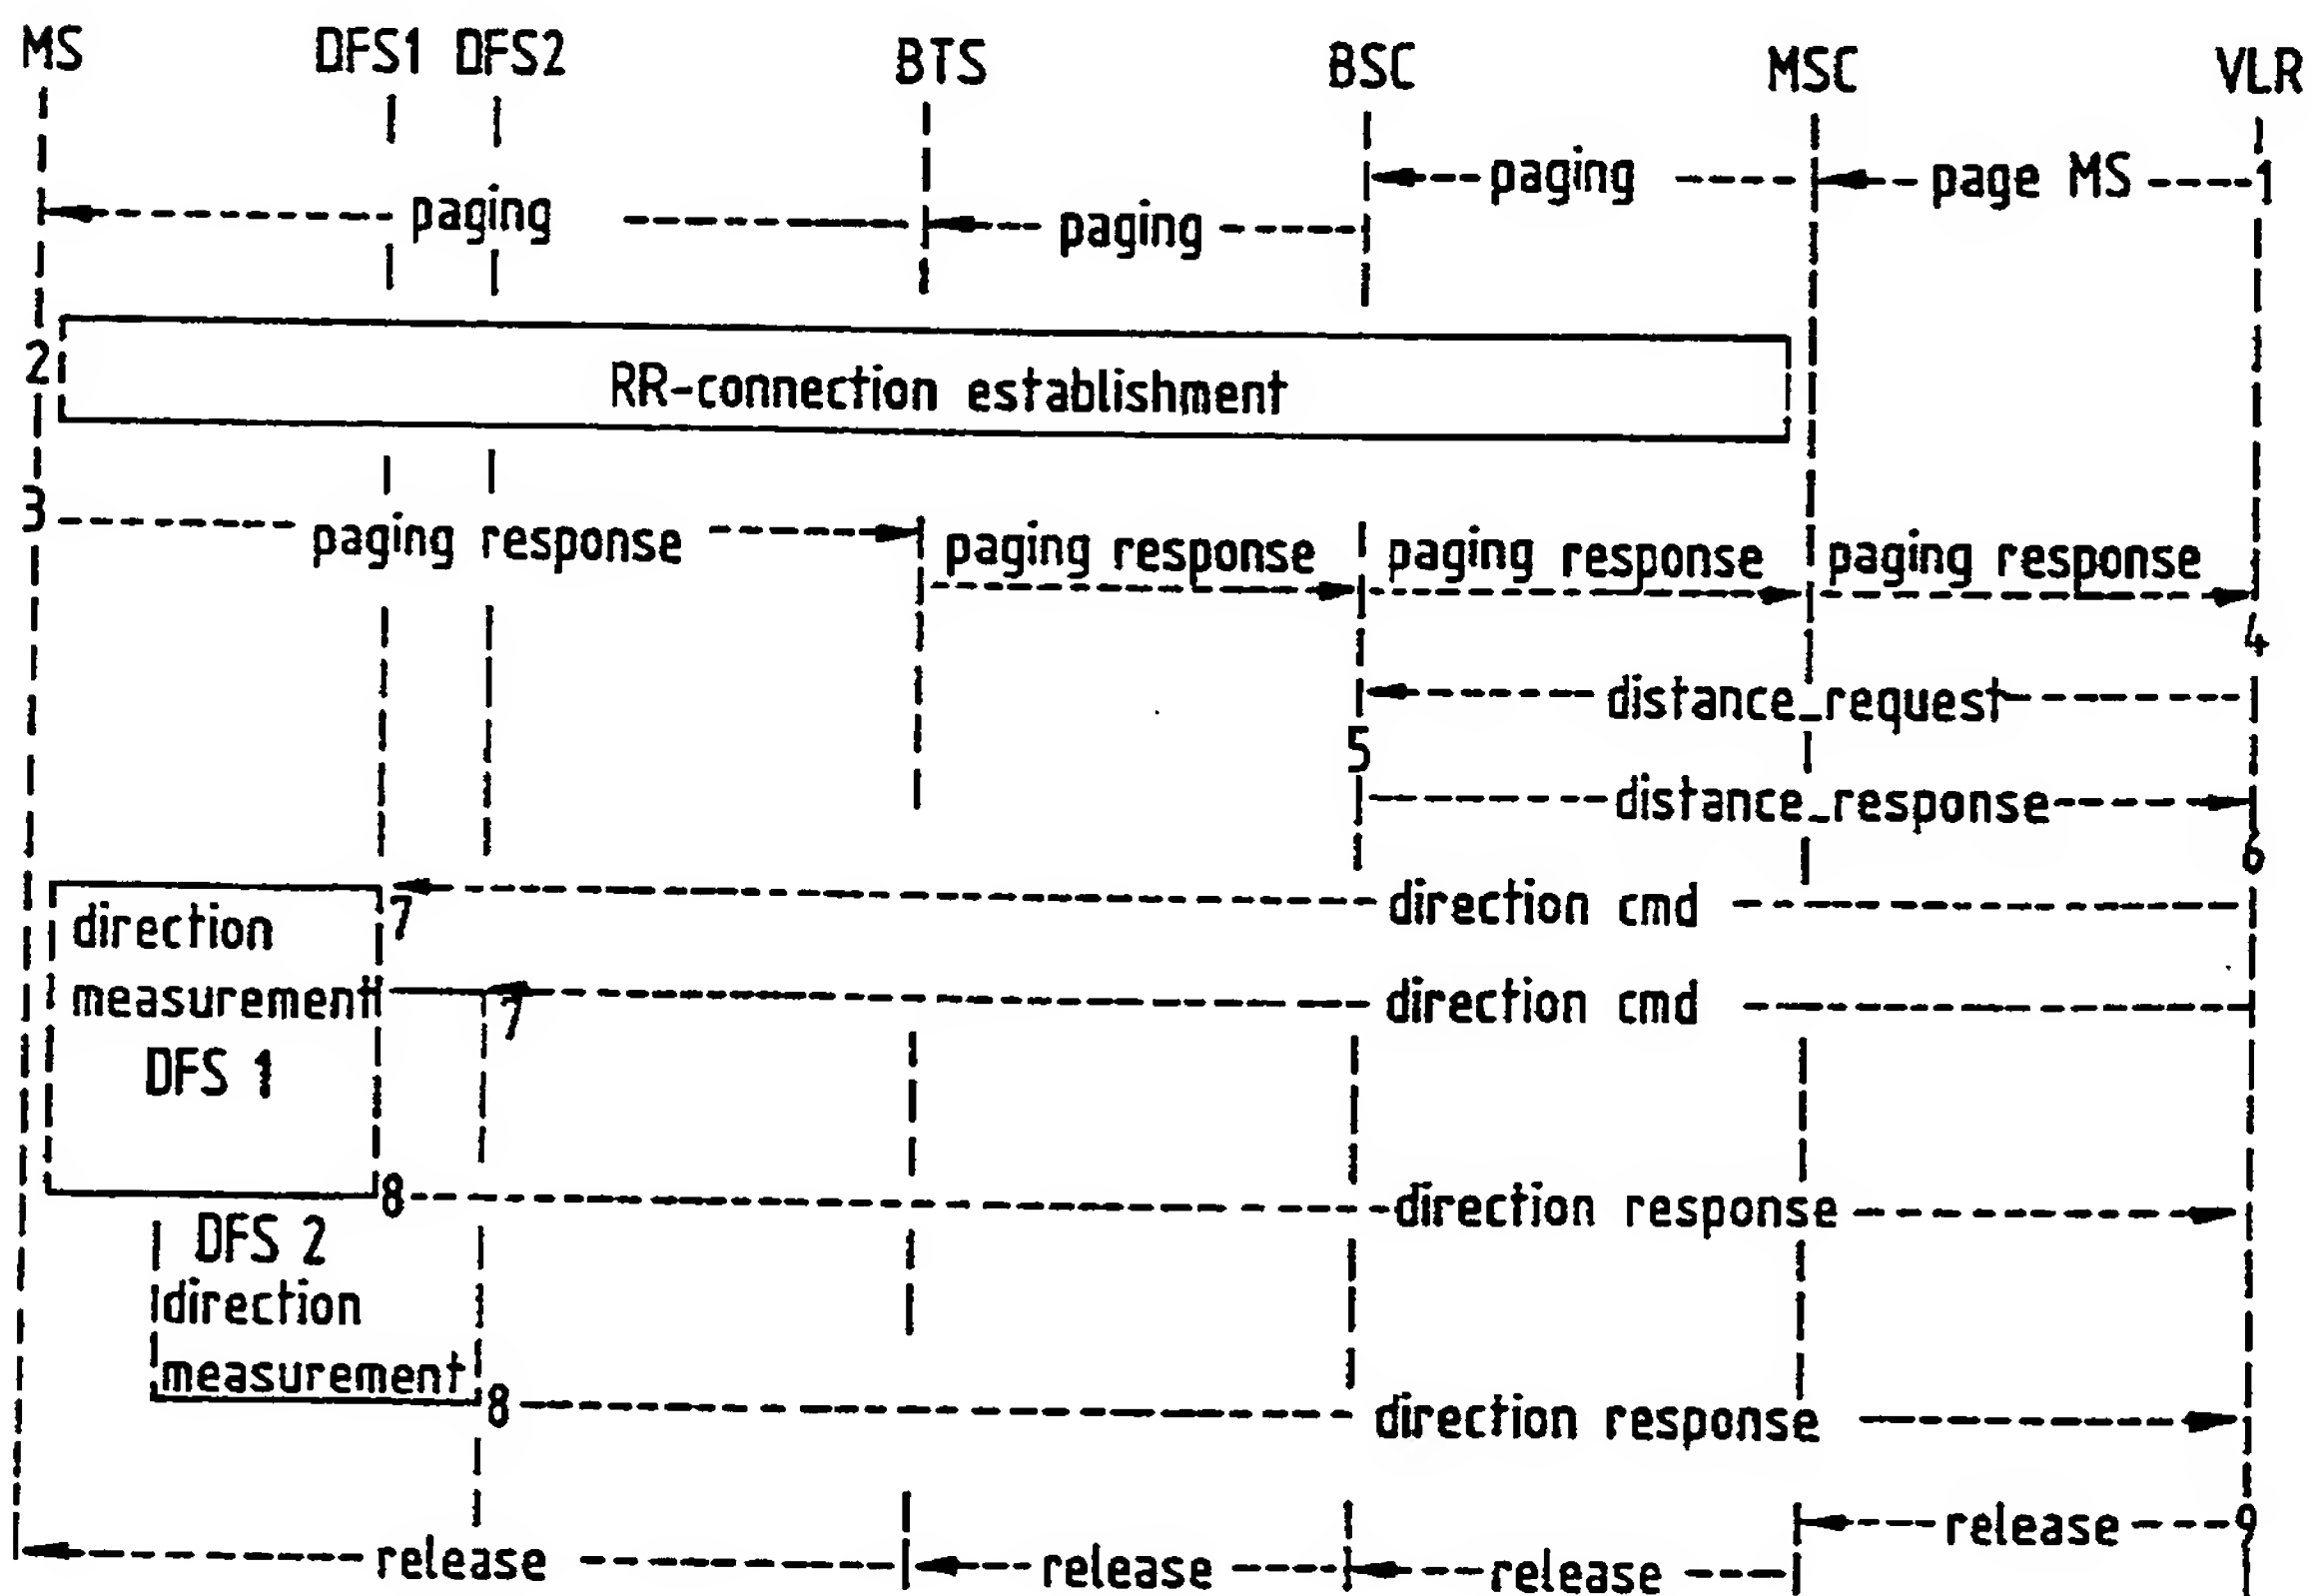 MS DFS1 DFS2 BTS BSC MSC VLR
paging page MS 1
paging paging
2 RR-connection establishment
3 paging response paging response paging response paging response
4
distance_request
5
distance_response
6
direction 7 direction cmd
measurement 7 direction cmd
DFS 1
8 direction response
DFS 2
direction
measurement 8 direction response
release 9
release release release